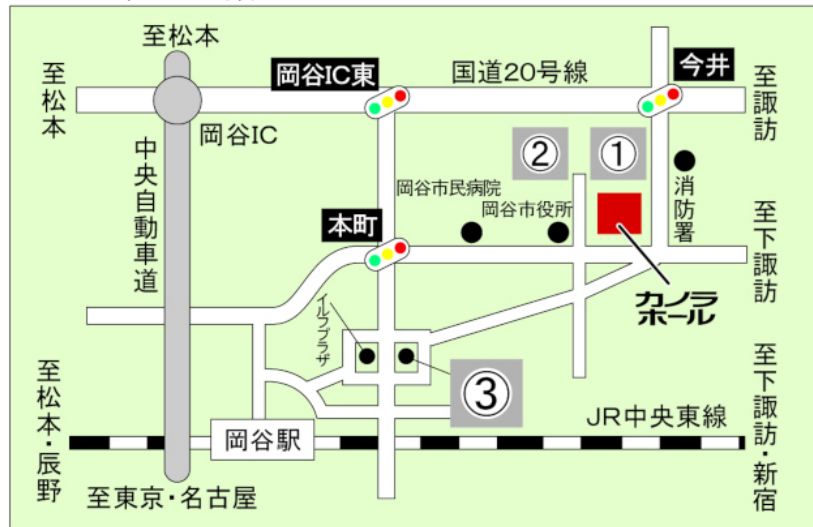 至松本
至松本
岡谷IC東
国道20号線
今井
至諏訪
岡谷IC
中央自動車道
②
①
岡谷市民病院
岡谷市役所
消防署
本町
至下諏訪
カノラ
ホール
イルフプラザ
③
至松本・辰野
至下諏訪・新宿
JR中央東線
岡谷駅
至東京・名古屋